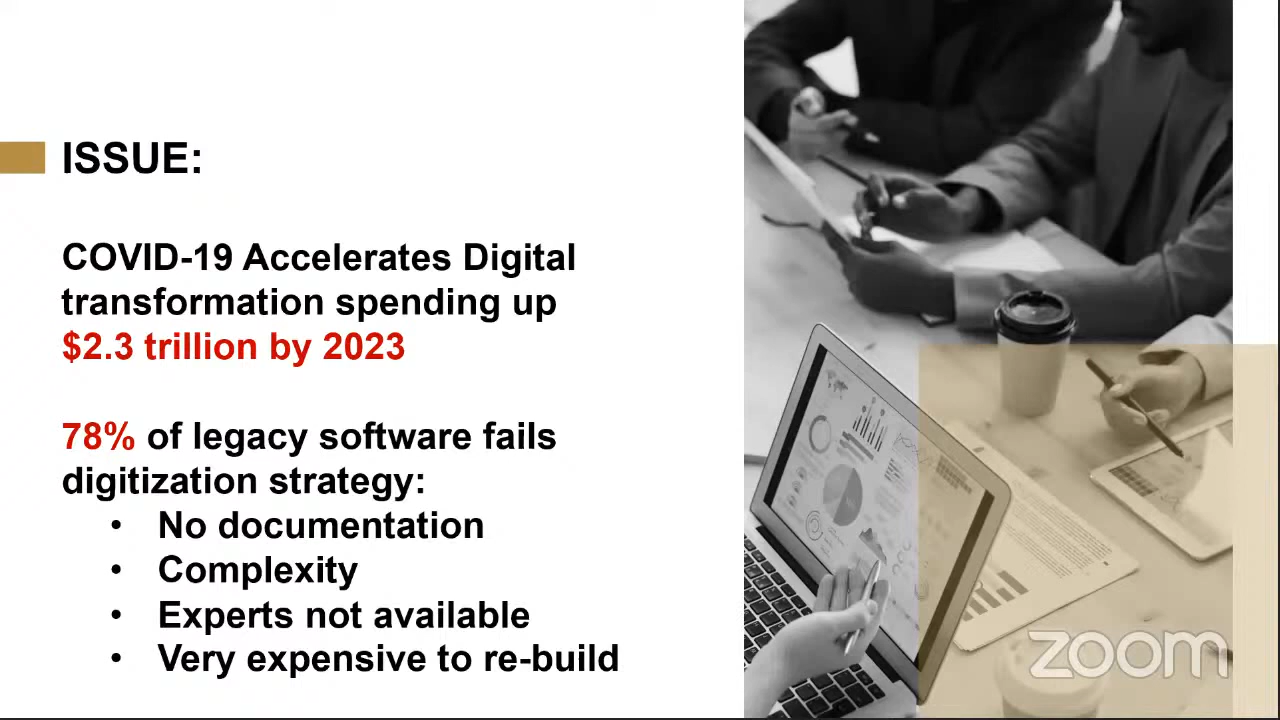 ISSUE:
COVID-19 Accelerates Digital
transformation spending up
$2.3 trillion by 2023
78% of legacy software fails
digitization strategy:
• No documentation
• Complexity
• Experts not available
• Very expensive to re-build
zoom